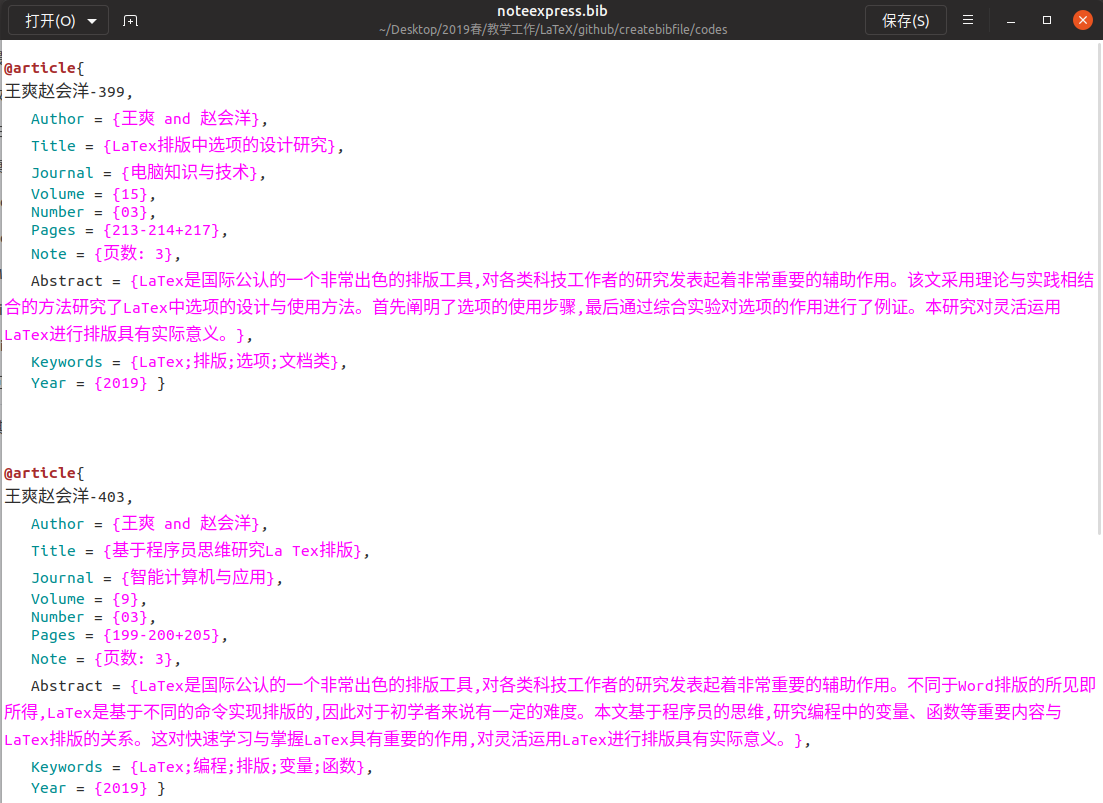 打开(O)
noteexpress.bib
~/Desktop/2019春/教学工作/LaTeX/github/createbibfile/codes
保存(S)
@article{
王爽赵会洋-399,
Author = {王爽 and 赵会洋},
Title = {LaTex排版中选项的设计研究},
Journal = {电脑知识与技术},
Volume = {15},
Number = {03},
Pages = {213-214+217},
Note = {页数: 3},
Abstract = {LaTex是国际公认的一个非常出色的排版工具,对各类科技工作者的研究发表起着非常重要的辅助作用。该文采用理论与实践相结
合的方法研究了LaTex中选项的设计与使用方法。首先阐明了选项的使用步骤,最后通过综合实验对选项的作用进行了例证。本研究对灵活运用
LaTex进行排版具有实际意义。},
Keywords = {LaTex;排版;选项;文档类},
Year = {2019} }
@article{
王爽赵会洋-403,
Author = {王爽 and 赵会洋},
Title = {基于程序员思维研究La Tex排版},
Journal = {智能计算机与应用},
Volume = {9},
Number = {03},
Pages = {199-200+205},
Note = {页数: 3},
Abstract = {LaTex是国际公认的一个非常出色的排版工具,对各类科技工作者的研究发表起着非常重要的辅助作用。不同于Word排版的所见即
所得,LaTex是基于不同的命令实现排版的,因此对于初学者来说有一定的难度。本文基于程序员的思维,研究编程中的变量、函数等重要内容与
LaTex排版的关系。这对快速学习与掌握LaTex具有重要的作用,对灵活运用LaTex进行排版具有实际意义。},
Keywords = {LaTex;编程;排版;变量;函数},
Year = {2019} }